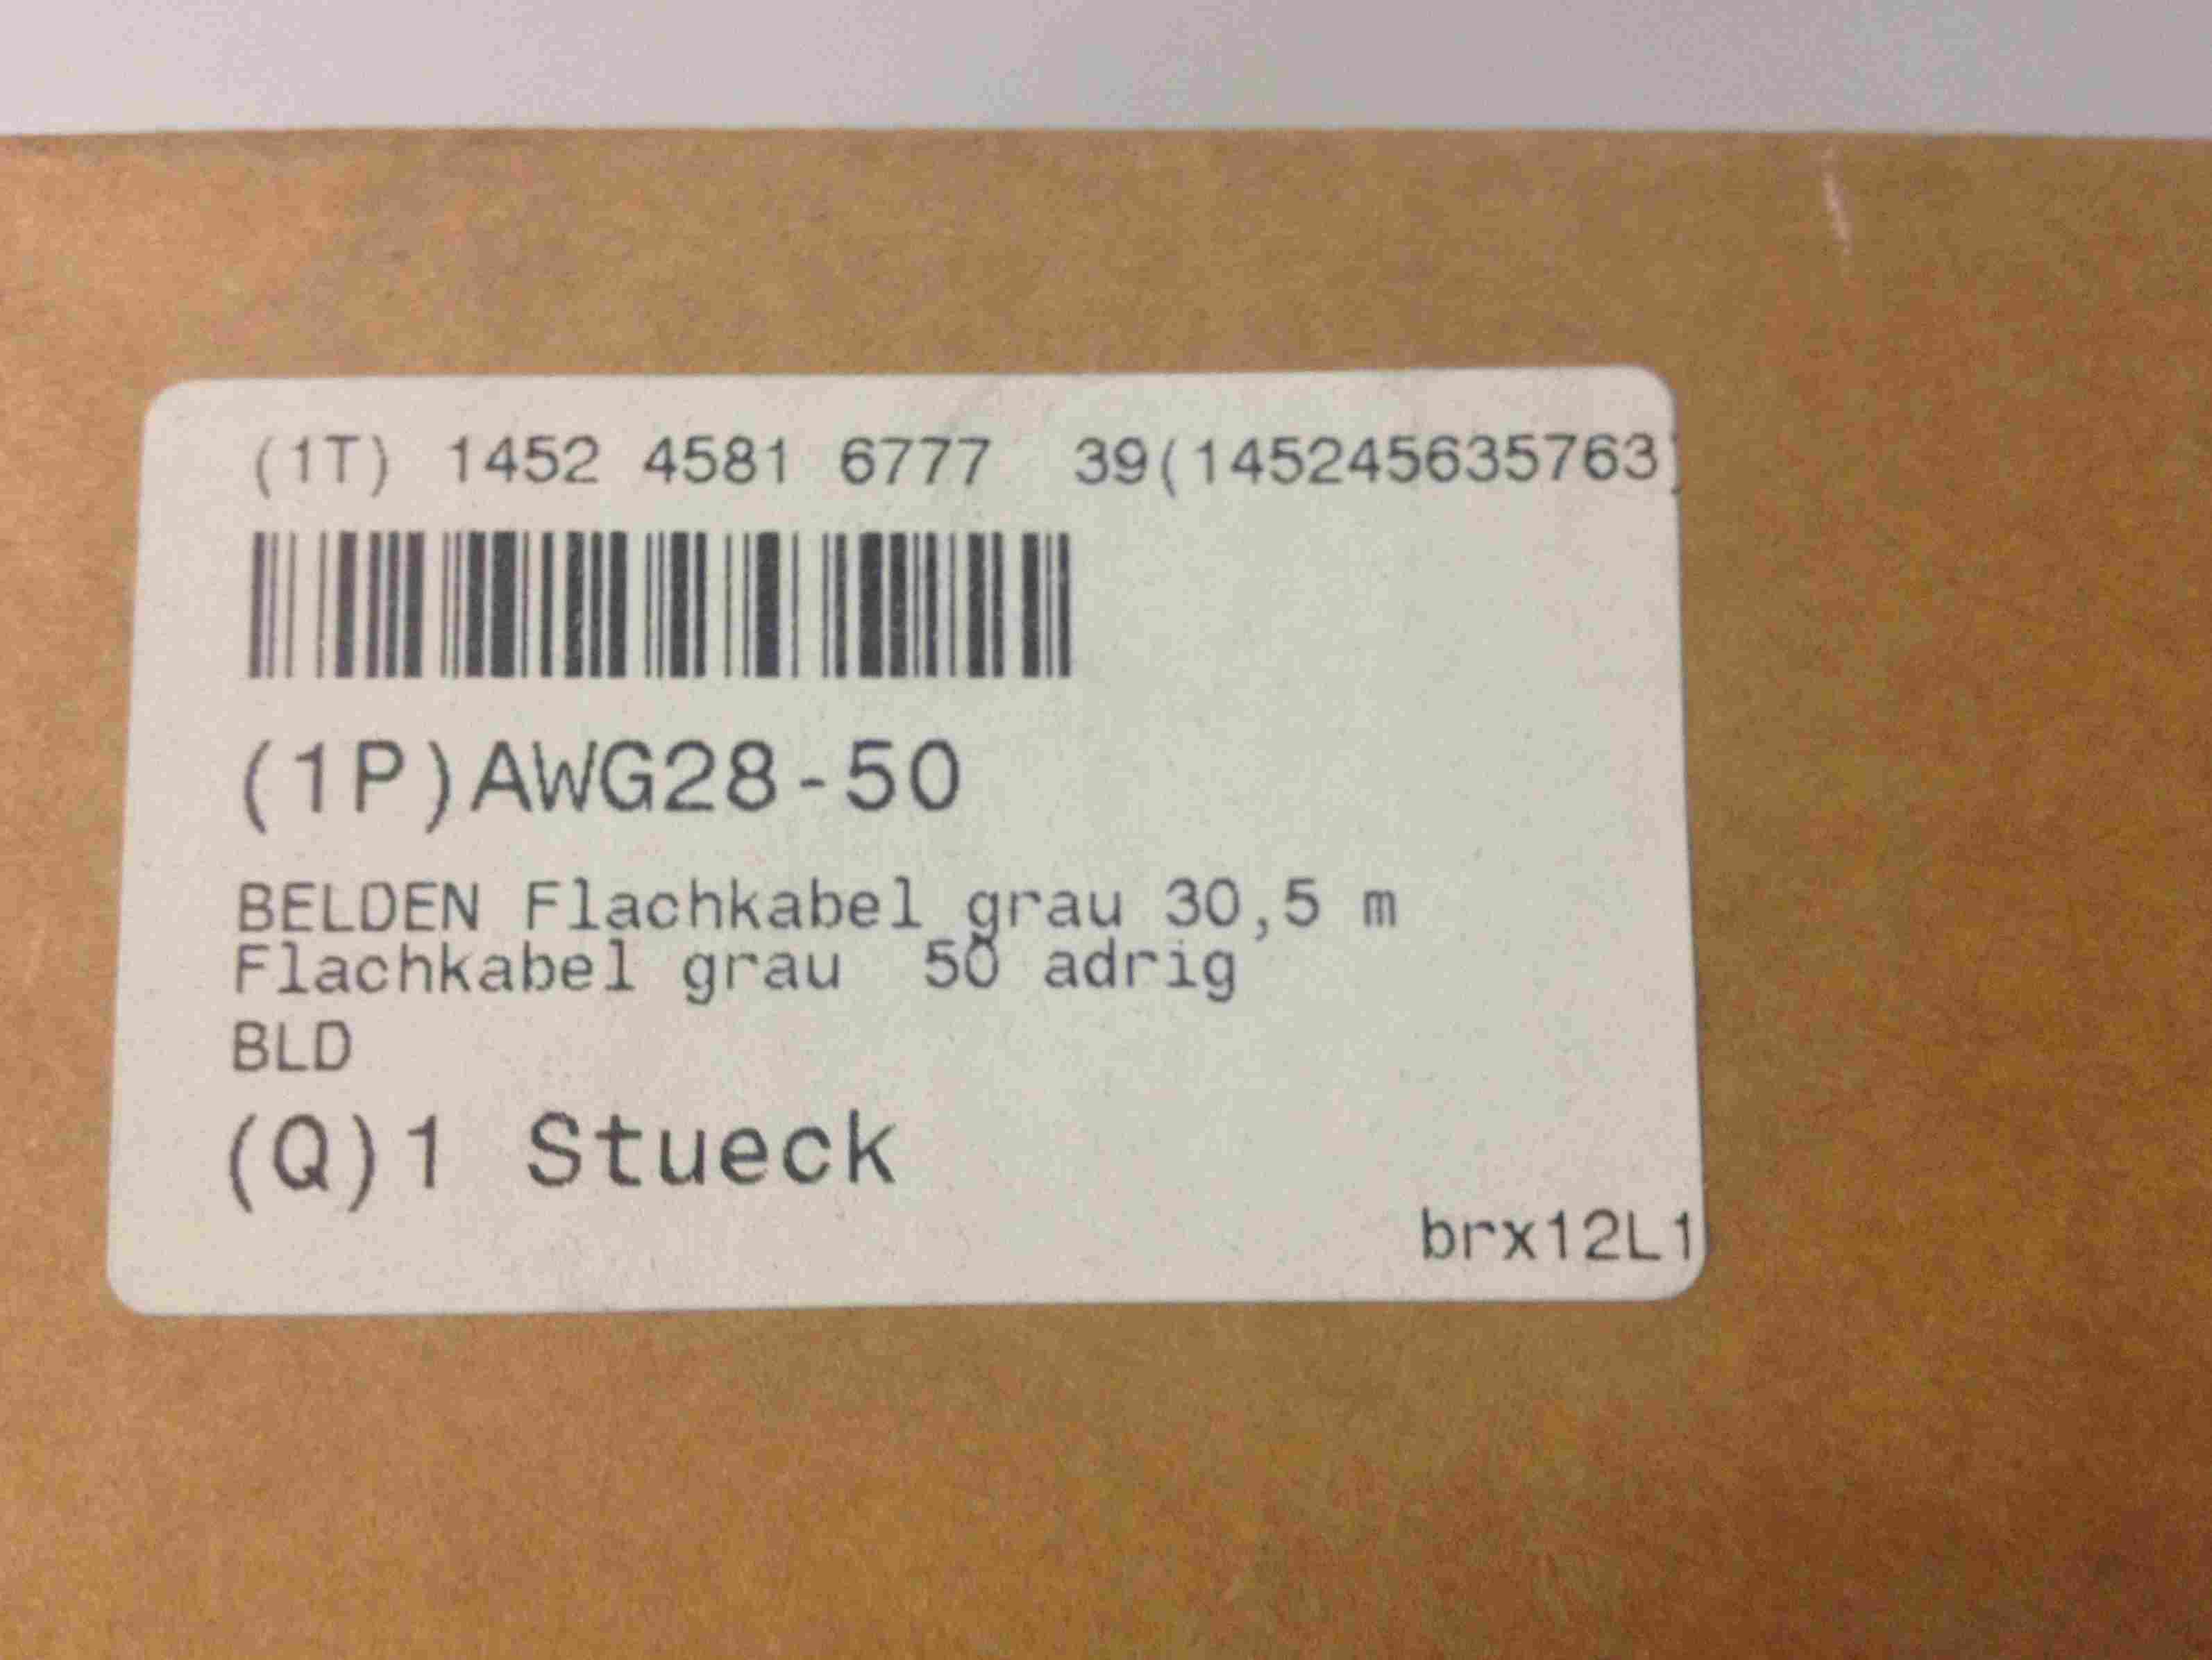 (1T) 1452 4581 6777 39(145245635763)
(1P)AWG28-50
BELDEN Flachkabel grau 30,5 m
Flachkabel grau 50 adrig
BLD
(Q)1 Stueck
brx12L1